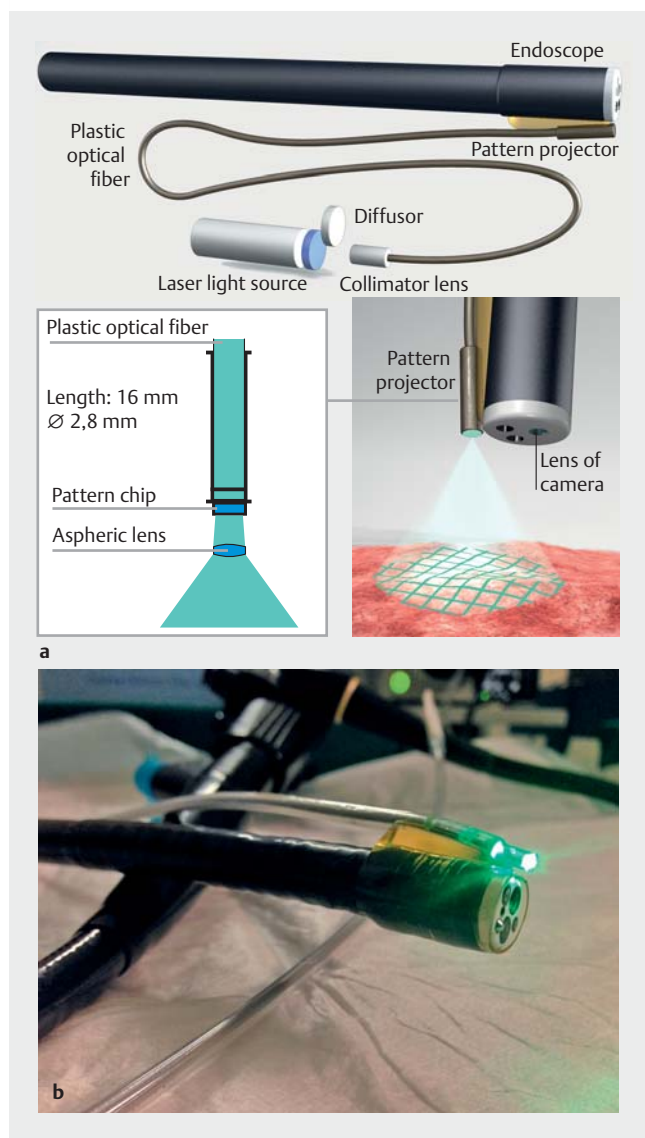 Endoscope
Plastic
optical
fiber
Pattern projector
Diffusor
Laser light source
Collimator lens
Plastic optical fiber
Length: 16 mm
Ø 2,8 mm
Pattern chip
Aspheric lens
Pattern
projector
Lens of
camera
a
b